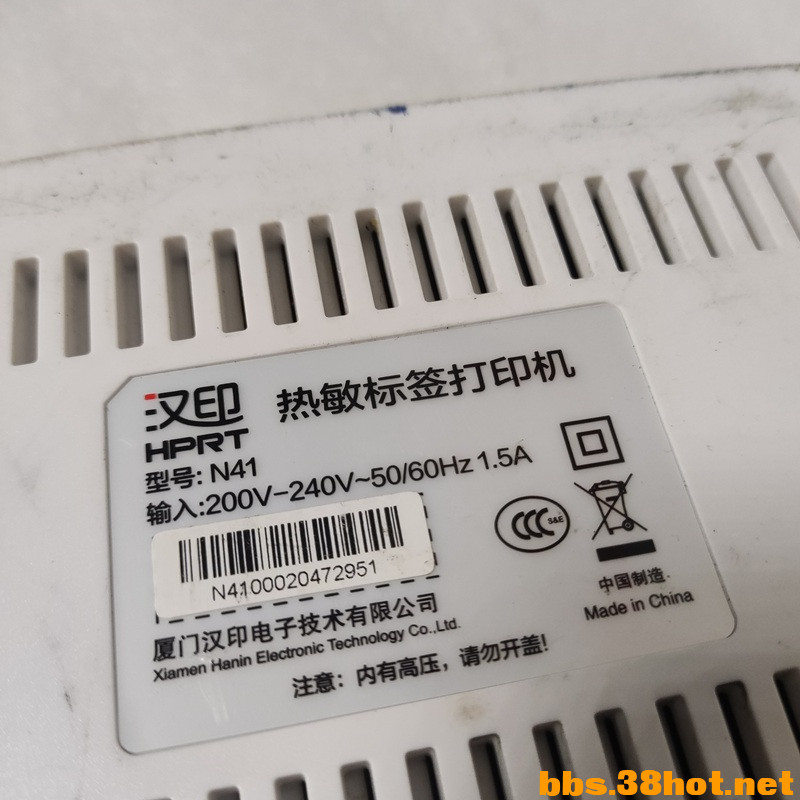 汉印
HPRT
热敏标签打印机
型号: N41
输入:200V-240V~50/60Hz 1.5A
CCC S&E
N4100020472951
中国制造
Made in China
厦门汉印电子技术有限公司
Xiamen Hanin Electronic Technology Co.,Ltd.
注意：内有高压，请勿开盖!
bbs.38hot.net